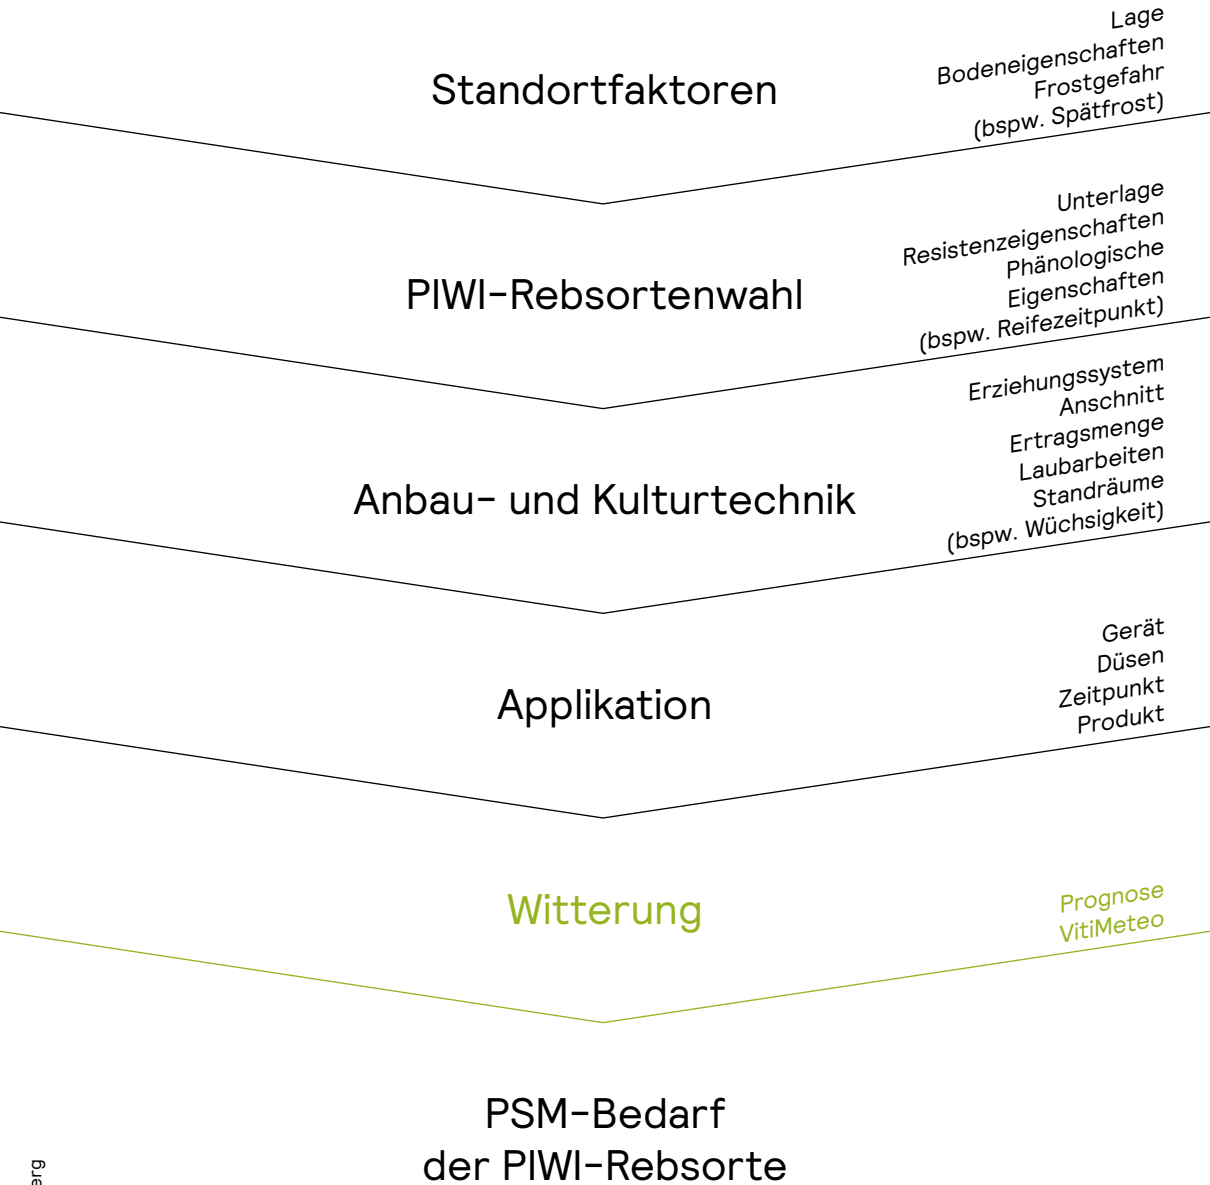 Standortfaktoren
Lage
Bodeneigenschaften
Frostgefahr
(bspw. Spätfrost)
PIWI-Rebsortenwahl
Unterlage
Resistenzeigenschaften
Phänologische
Eigenschaften
(bspw. Reifezeitpunkt)
Anbau- und Kulturtechnik
Erziehungssystem
Anschnitt
Ertragsmenge
Laubarbeiten
Standräume
(bspw. Wüchsigkeit)
Applikation
Gerät
Düsen
Zeitpunkt
Produkt
Witterung
Prognose
VitiMeteo
PSM-Bedarf
der PIWI-Rebsorte